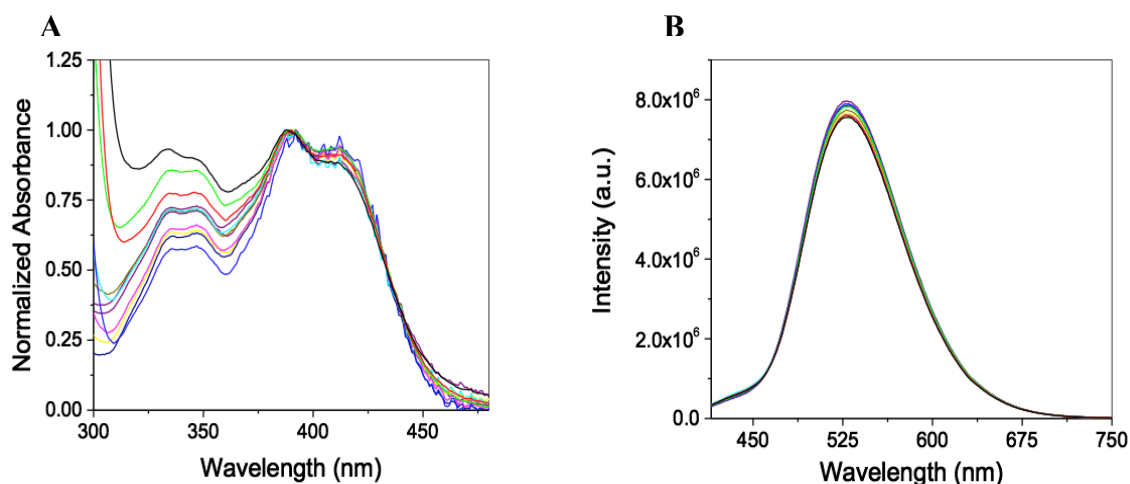 A
Normalized Absorbance
1.25
1.00
0.75
0.50
0.25
0.00
300
350
400
450
Wavelength (nm)
B
Intensity (a.u.)
8.0x10⁶
6.0x10⁶
4.0x10⁶
2.0x10⁶
0.0
450
525
600
675
750
Wavelength (nm)